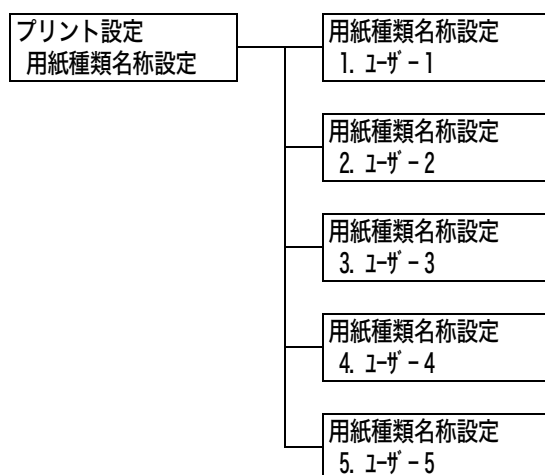 プリント設定
用紙種類名称設定
用紙種類名称設定
1. ﾕｰｻﾞｰ1
用紙種類名称設定
2. ﾕｰｻﾞｰ2
用紙種類名称設定
3. ﾕｰｻﾞｰ3
用紙種類名称設定
4. ﾕｰｻﾞｰ4
用紙種類名称設定
5. ﾕｰｻﾞｰ5